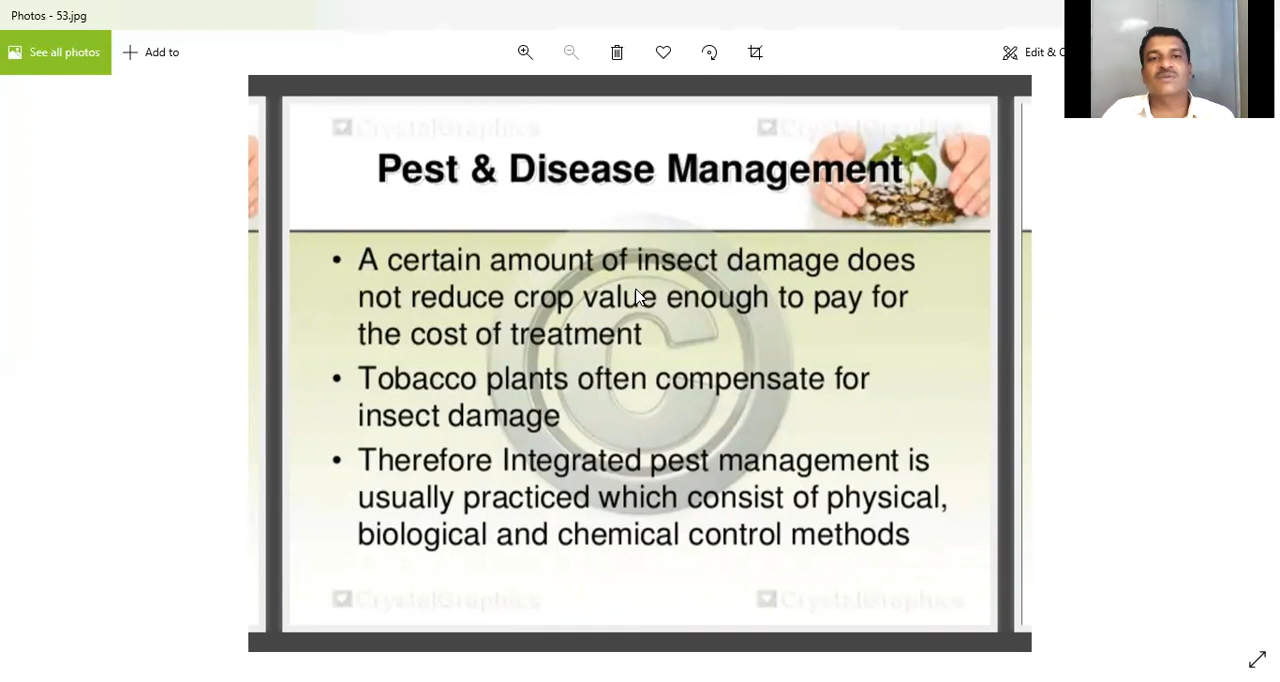 Photos - 53.jpg
See all photos
Add to
Edit & C
CrystalGraphics CrystalGraphics
Pest & Disease Management
• A certain amount of insect damage does
not reduce crop value enough to pay for
the cost of treatment
• Tobacco plants often compensate for
insect damage
• Therefore Integrated pest management is
usually practiced which consist of physical,
biological and chemical control methods
CrystalGraphics CrystalGraphics